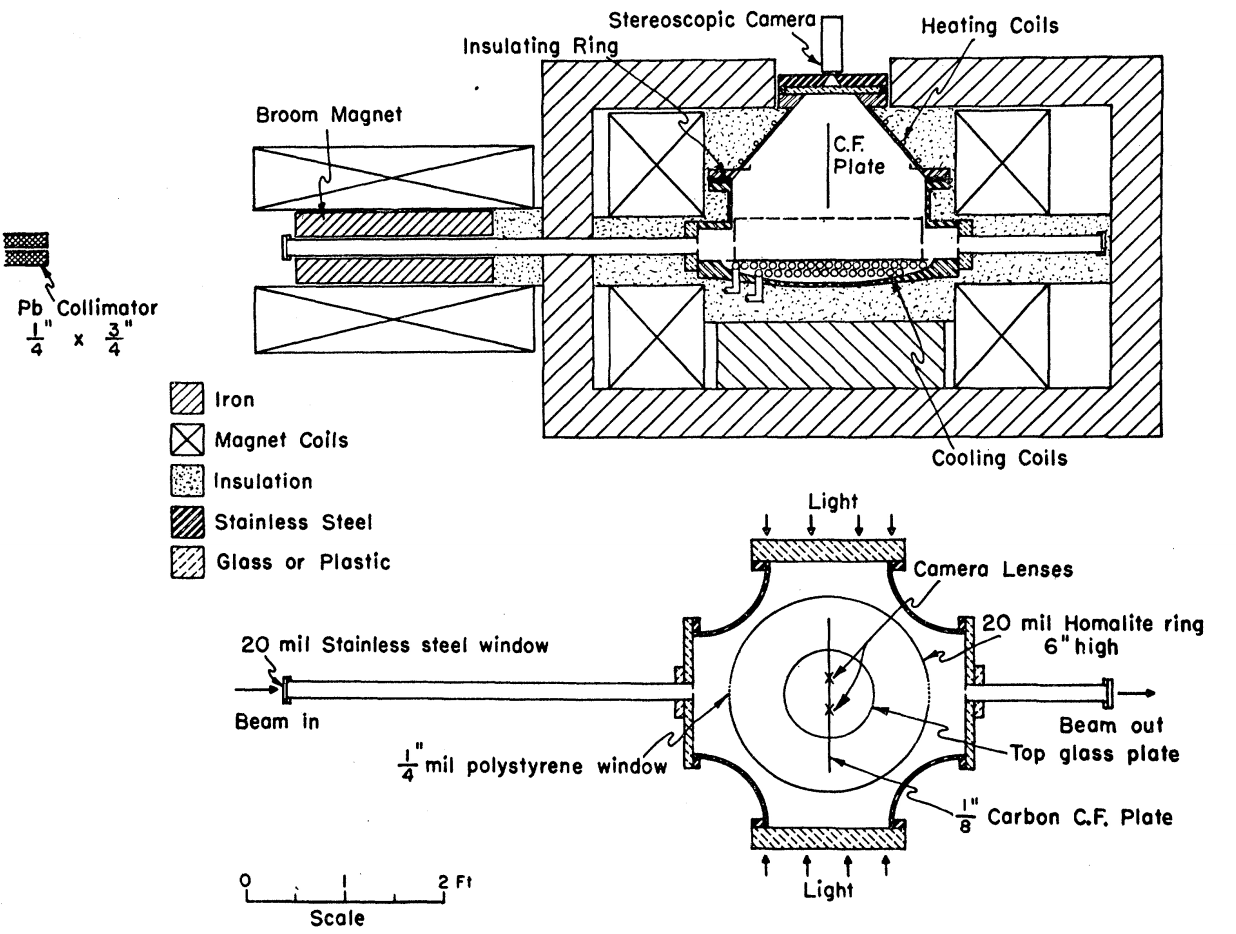 Stereoscopic Camera
Heating Coils
Insulating Ring
Broom Magnet
C.F.
Plate
Pb Collimator
1/4" x 3/4"
Cooling Coils
Iron
Magnet Coils
Insulation
Stainless Steel
Glass or Plastic
Light
Camera Lenses
20 mil Stainless steel window
20 mil Homalite ring
6" high
Beam in
Beam out
Top glass plate
1/4" mil polystyrene window
1/8" Carbon C.F. Plate
Light
0 1 2 Ft
Scale